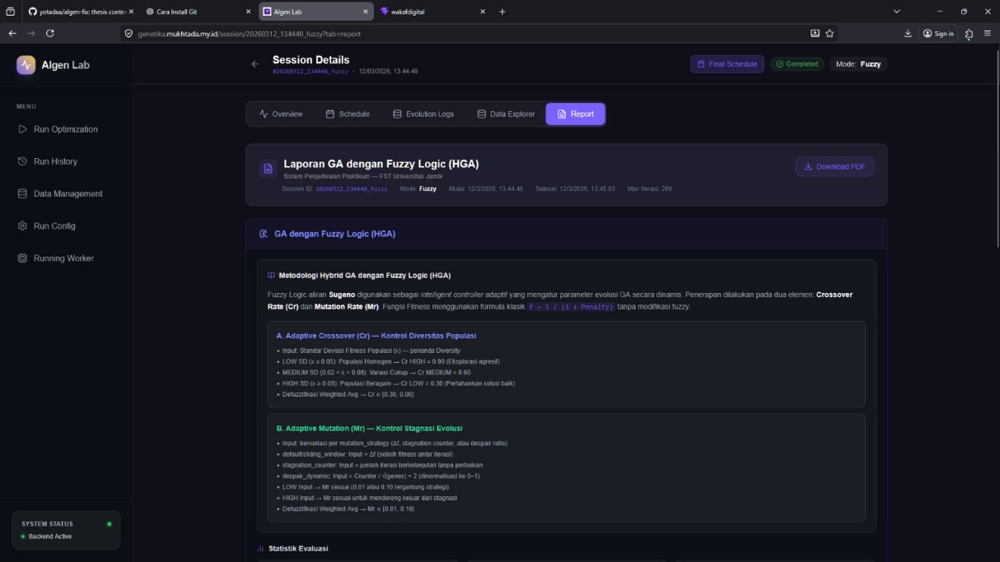 yotadaa/algen-fix: thesis conter
Cara Install Git
Algen Lab
wakafdigital
genetika.mukhtada.my.id/session/20260312_134440_fuzzy?tab=report
Sign in
Algen Lab
MENU
Run Optimization
Run History
Data Management
Run Config
Running Worker
SYSTEM STATUS
Backend Active
Session Details
#20260312_134440_fuzzy • 12/03/2026, 13.44.40
Final Schedule
Completed
Mode: Fuzzy
Overview
Schedule
Evolution Logs
Data Explorer
Report
Laporan GA dengan Fuzzy Logic (HGA)
Sistem Penjadwalan Praktikum — FST Universitas Jambi
Session ID: 20260312_134440_fuzzy Mode: Fuzzy Mulai: 12/3/2026, 13.44.40 Selesai: 12/3/2026, 13.45.03 Max Iterasi: 200
Download PDF
GA dengan Fuzzy Logic (HGA)
Metodologi Hybrid GA dengan Fuzzy Logic (HGA)
Fuzzy Logic aliran Sugeno digunakan sebagai intelligent controller adaptif yang mengatur parameter evolusi GA secara dinamis. Penerapan dilakukan pada dua elemen: Crossover
Rate (Cr) dan Mutation Rate (Mr). Fungsi Fitness menggunakan formula klasik f = 1 / (1 + Penalty) tanpa modifikasi fuzzy.
A. Adaptive Crossover (Cr) — Kontrol Diversitas Populasi
• Input: Standar Deviasi Fitness Populasi (x) — penanda Diversity
• LOW SD (x ≤ 0.05): Populasi Homogen → Cr HIGH = 0.90 (Eksplorasi agresif)
• MEDIUM SD (0.02 < x < 0.08): Variasi Cukup → Cr MEDIUM = 0.60
• HIGH SD (x ≥ 0.05): Populasi Beragam → Cr LOW = 0.30 (Pertahankan solusi baik)
• Defuzzifikasi Weighted Avg → Cr ∈ [0.30, 0.90]
B. Adaptive Mutation (Mr) — Kontrol Stagnasi Evolusi
• Input: bervariasi per mutation_strategy (Δf, stagnation counter, atau despair ratio)
• default/sliding_window: Input = Δf (selisih fitness antar iterasi)
• stagnation_counter: Input = jumlah iterasi berkelanjutan tanpa perbaikan
• despair_dynamic: Input = Counter / √(genes) × 2 (dinormalisasi ke 0–1)
• LOW Input → Mr sesuai (0.01 atau 0.10 tergantung strategi)
• HIGH Input → Mr sesuai untuk mendorong keluar dari stagnasi
• Defuzzifikasi Weighted Avg → Mr ∈ [0.01, 0.10]
Statistik Evaluasi